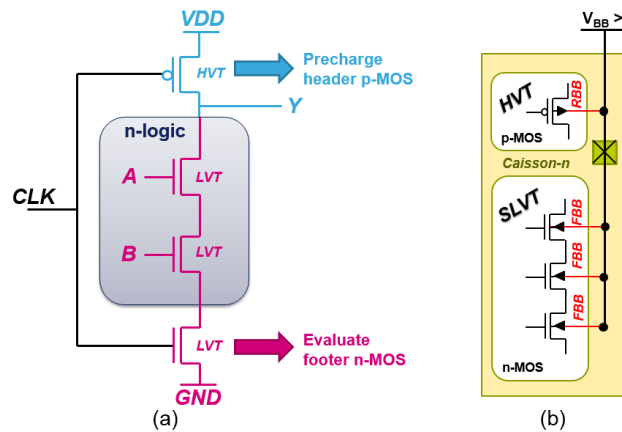 VDD
HVT
Precharge
header p-MOS
Y
n-logic
A
LVT
CLK
B
LVT
LVT
Evaluate
footer n-MOS
GND
(a)
VBB >
HVT
RBB
p-MOS
Caisson-n
SLVT
FBB
FBB
FBB
n-MOS
(b)